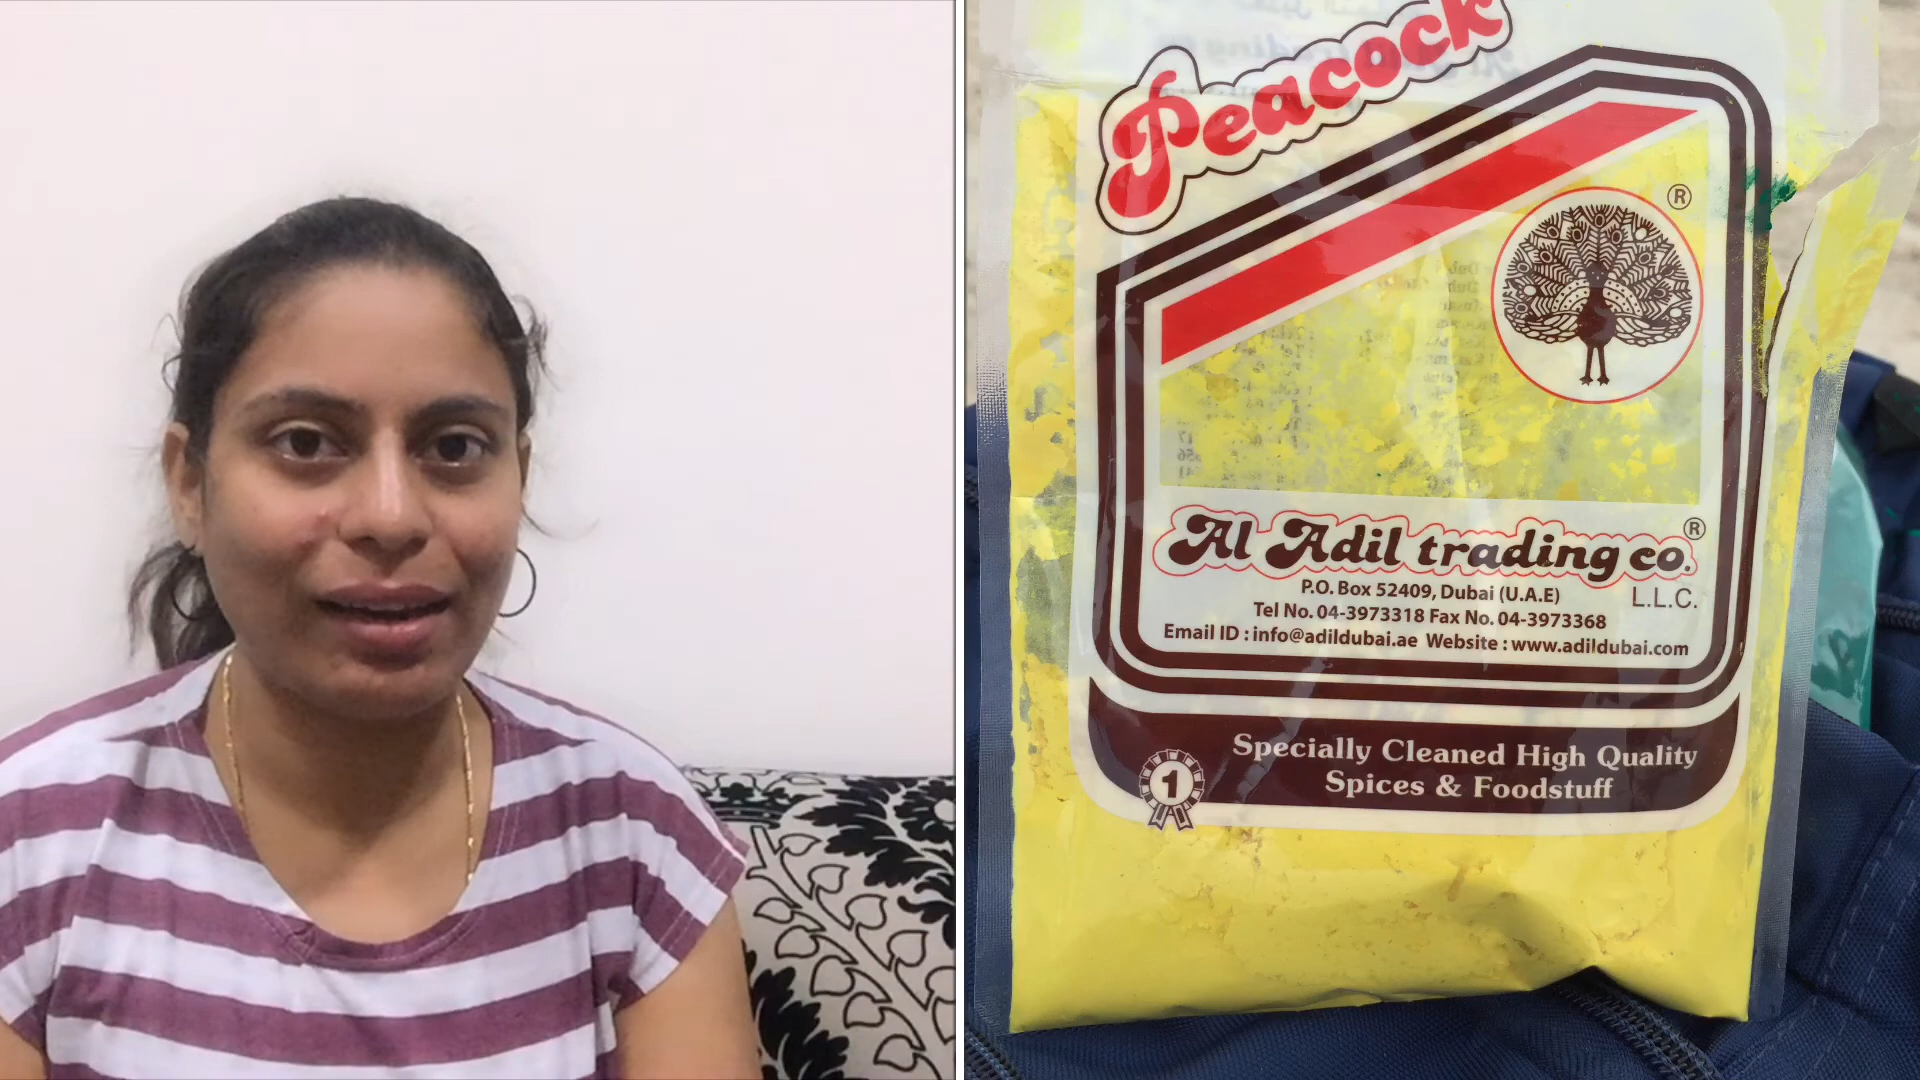 Peacock
®
Al Adil trading co.®
P.O. Box 52409, Dubai (U.A.E) L.L.C.
Tel No. 04-3973318 Fax No. 04-3973368
Email ID : info@adildubai.ae Website : www.adildubai.com
1
Specially Cleaned High Quality
Spices & Foodstuff